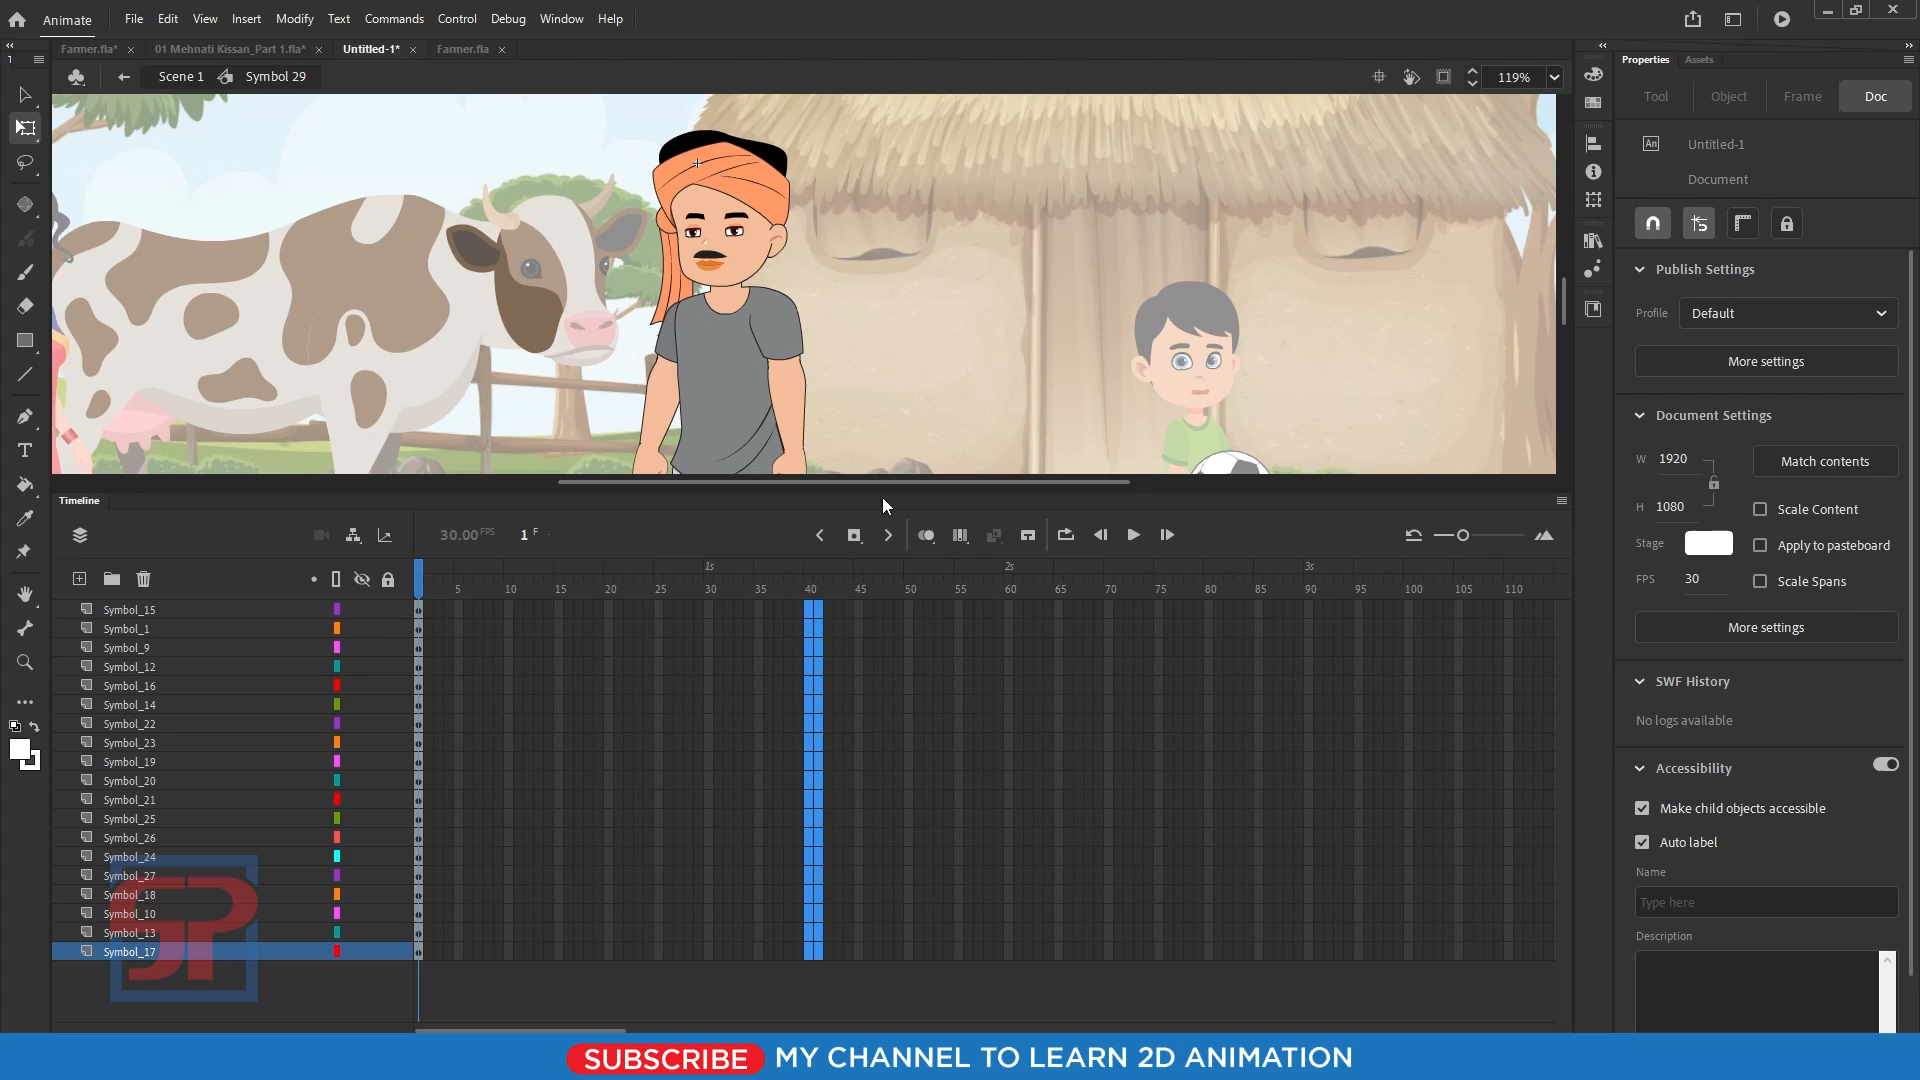 Animate File Edit View Insert Modify Text Commands Control Debug Window Help
Farmer.fla* 01 Mehnati Kissan_Part 1.fla* Untitled-1* Farmer.fla
Scene 1 Symbol 29 119%
Properties Assets
Tool Object Frame Doc
An Untitled-1
Document
Publish Settings
Profile Default
More settings
Document Settings
W 1920 Match contents
H 1080 Scale Content
Stage Apply to pasteboard
FPS 30 Scale Spans
More settings
SWF History
No logs available
Accessibility
Make child objects accessible
Auto label
Name
Type here
Description
Timeline
30.00 FPS 1 F
1s 2s 3s
5 10 15 20 25 30 35 40 45 50 55 60 65 70 75 80 85 90 95 100 105 110
Symbol_15
Symbol_1
Symbol_9
Symbol_12
Symbol_16
Symbol_14
Symbol_22
Symbol_23
Symbol_19
Symbol_20
Symbol_21
Symbol_25
Symbol_26
Symbol_24
Symbol_27
Symbol_18
Symbol_10
Symbol_13
Symbol_17
SUBSCRIBE MY CHANNEL TO LEARN 2D ANIMATION